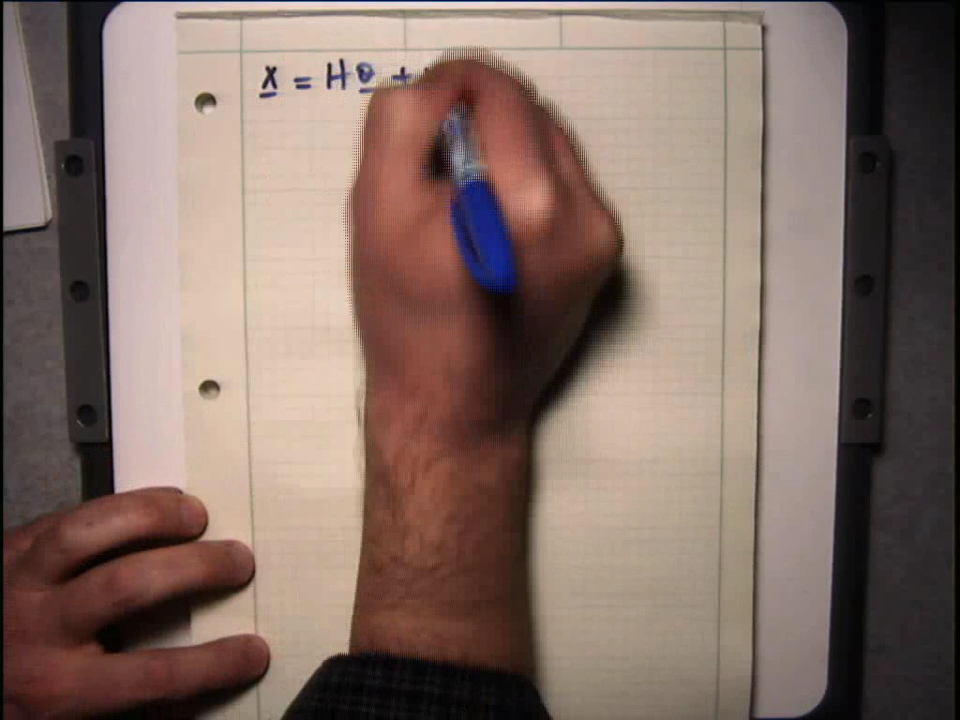 x = Hθ +